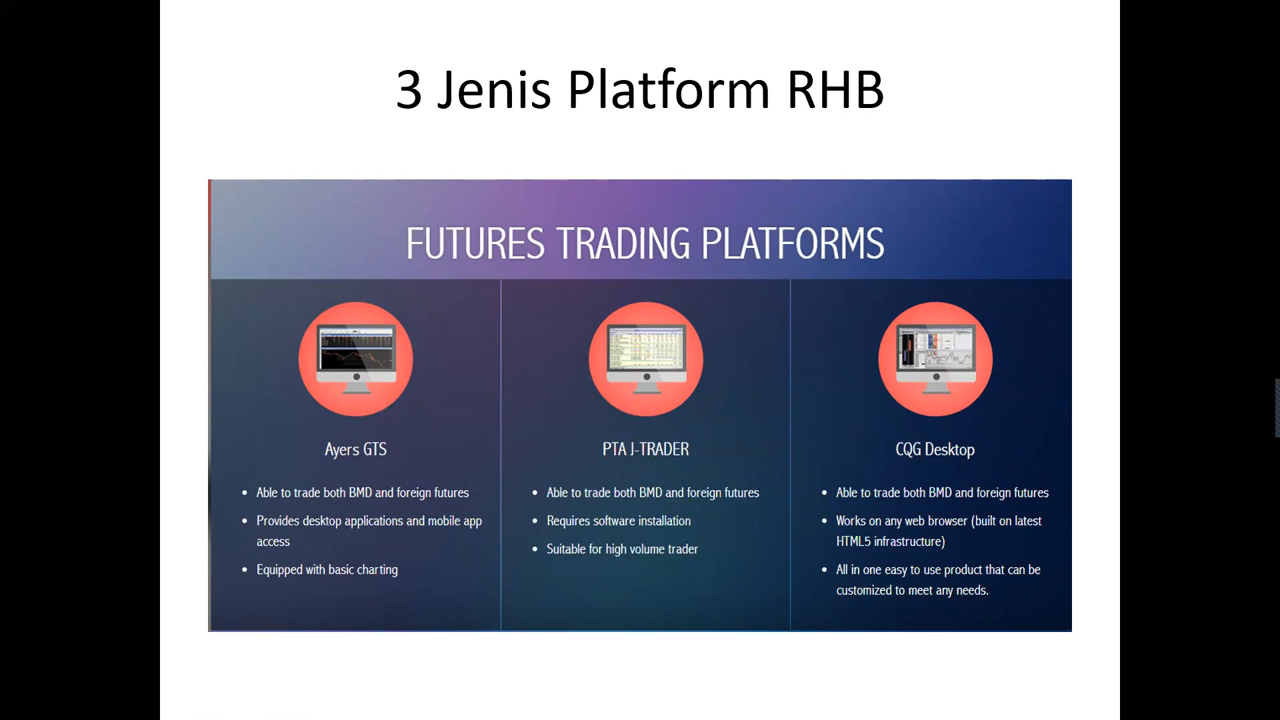 3 Jenis Platform RHB
FUTURES TRADING PLATFORMS
Ayers GTS
• Able to trade both BMD and foreign futures
• Provides desktop applications and mobile app
access
• Equipped with basic charting
PTA J-TRADER
• Able to trade both BMD and foreign futures
• Requires software installation
• Suitable for high volume trader
CQG Desktop
• Able to trade both BMD and foreign futures
• Works on any web browser (built on latest
HTML5 infrastructure)
• All in one easy to use product that can be
customized to meet any needs.